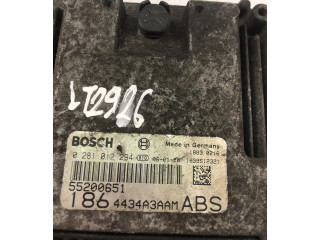 LT2926
BOSCH
Made in Germany
0 281 012 294
55200651
186 4434A3AAM ABS